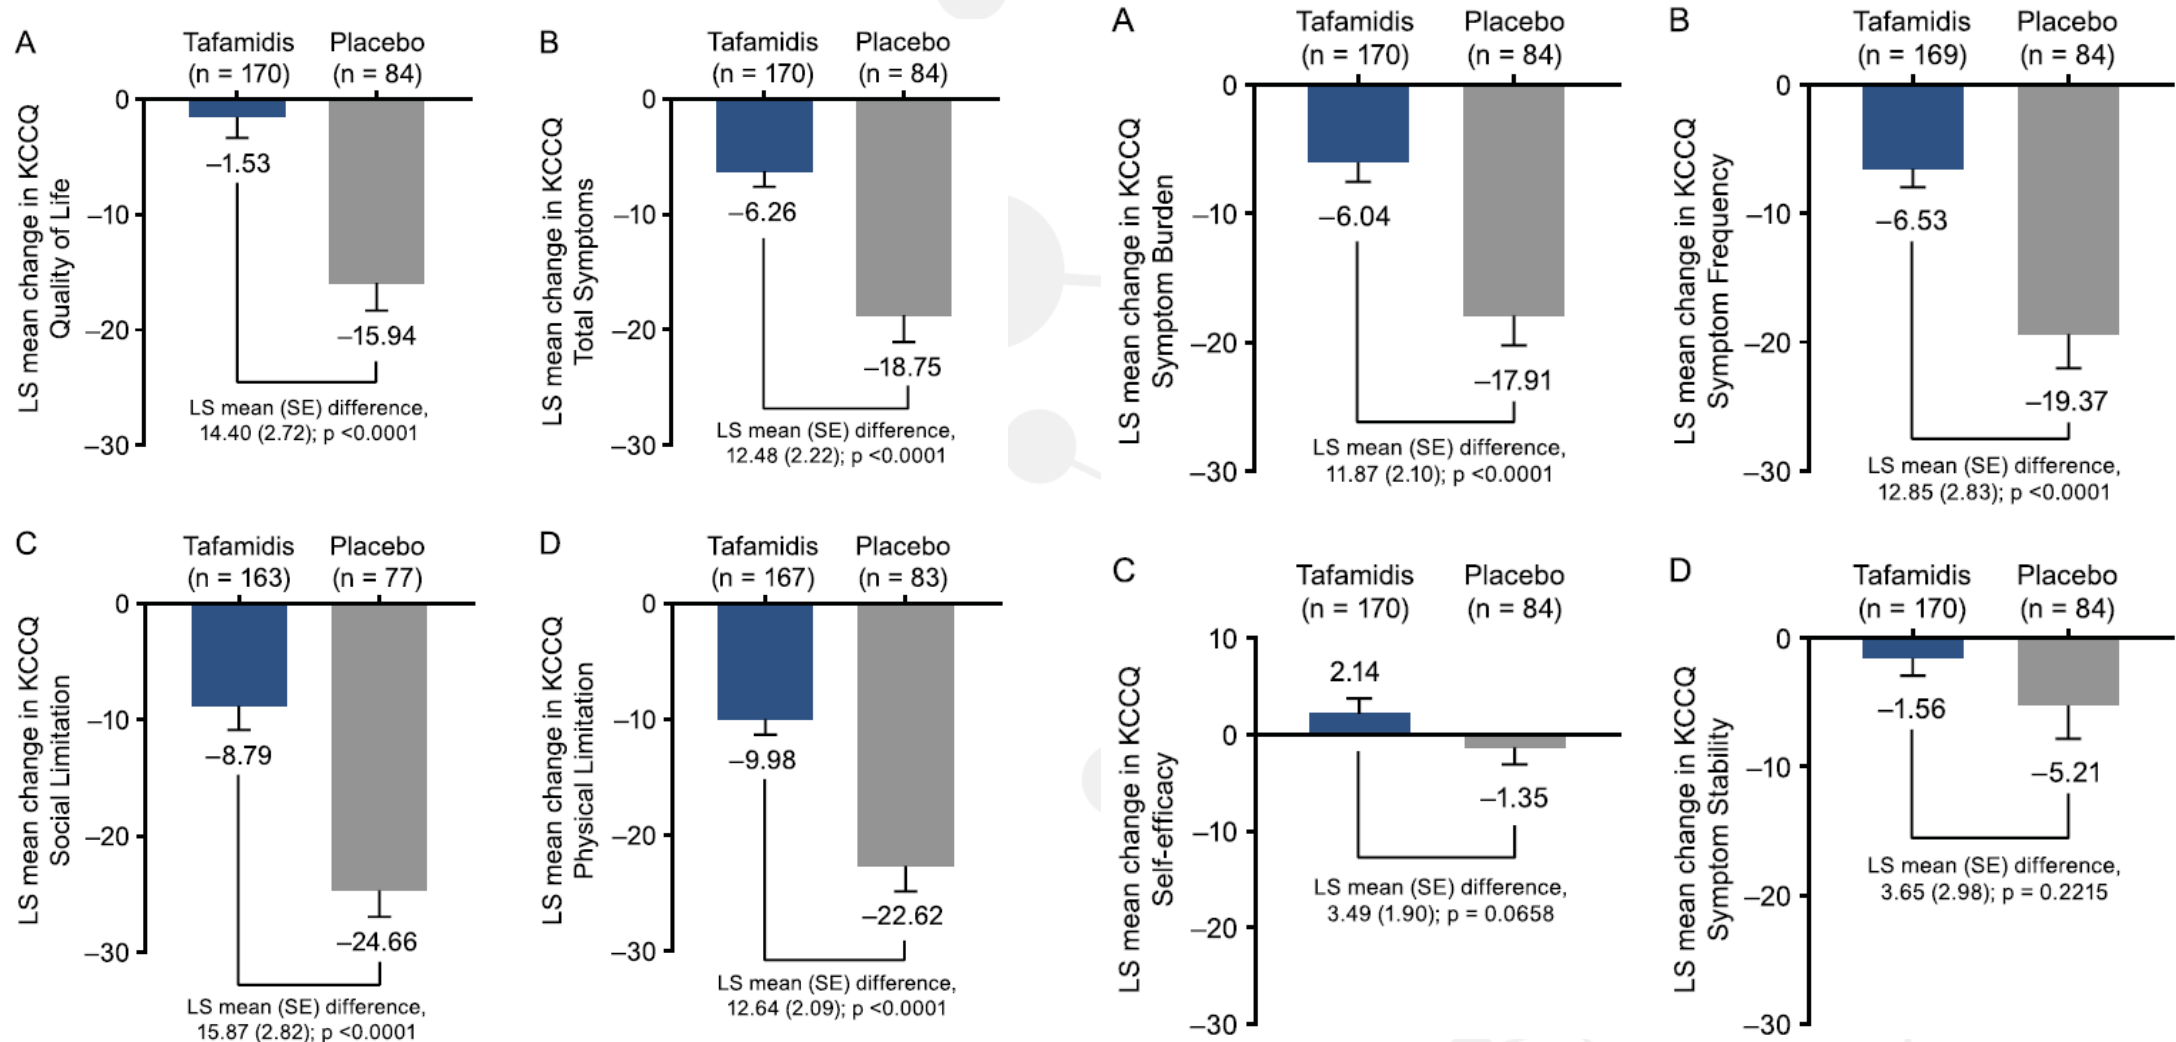 A
Tafamidis
(n = 170)
Placebo
(n = 84)
LS mean change in KCCQ
Quality of Life
0
–10
–20
–30
–1.53
–15.94
LS mean (SE) difference,
14.40 (2.72); p <0.0001
B
Tafamidis
(n = 170)
Placebo
(n = 84)
LS mean change in KCCQ
Total Symptoms
0
–10
–20
–30
–6.26
–18.75
LS mean (SE) difference,
12.48 (2.22); p <0.0001
C
Tafamidis
(n = 163)
Placebo
(n = 77)
LS mean change in KCCQ
Social Limitation
0
–10
–20
–30
–8.79
–24.66
LS mean (SE) difference,
15.87 (2.82); p <0.0001
D
Tafamidis
(n = 167)
Placebo
(n = 83)
LS mean change in KCCQ
Physical Limitation
0
–10
–20
–30
–9.98
–22.62
LS mean (SE) difference,
12.64 (2.09); p <0.0001
A
Tafamidis
(n = 170)
Placebo
(n = 84)
LS mean change in KCCQ
Symptom Burden
0
–10
–20
–30
–6.04
–17.91
LS mean (SE) difference,
11.87 (2.10); p <0.0001
B
Tafamidis
(n = 169)
Placebo
(n = 84)
LS mean change in KCCQ
Symptom Frequency
0
–10
–20
–30
–6.53
–19.37
LS mean (SE) difference,
12.85 (2.83); p <0.0001
C
Tafamidis
(n = 170)
Placebo
(n = 84)
LS mean change in KCCQ
Self-efficacy
10
0
–10
–20
–30
2.14
–1.35
LS mean (SE) difference,
3.49 (1.90); p = 0.0658
D
Tafamidis
(n = 170)
Placebo
(n = 84)
LS mean change in KCCQ
Symptom Stability
0
–10
–20
–30
–1.56
–5.21
LS mean (SE) difference,
3.65 (2.98); p = 0.2215